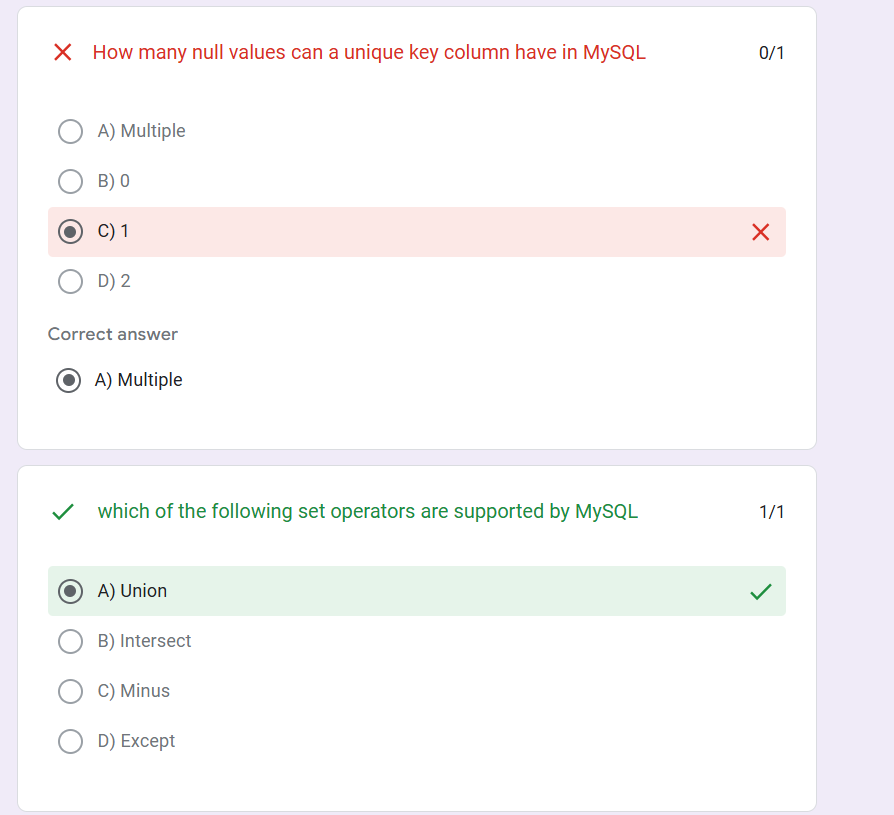 How many null values can a unique key column have in MySQL
0/1
A) Multiple
B) 0
C) 1
D) 2
Correct answer
A) Multiple
which of the following set operators are supported by MySQL
1/1
A) Union
B) Intersect
C) Minus
D) Except